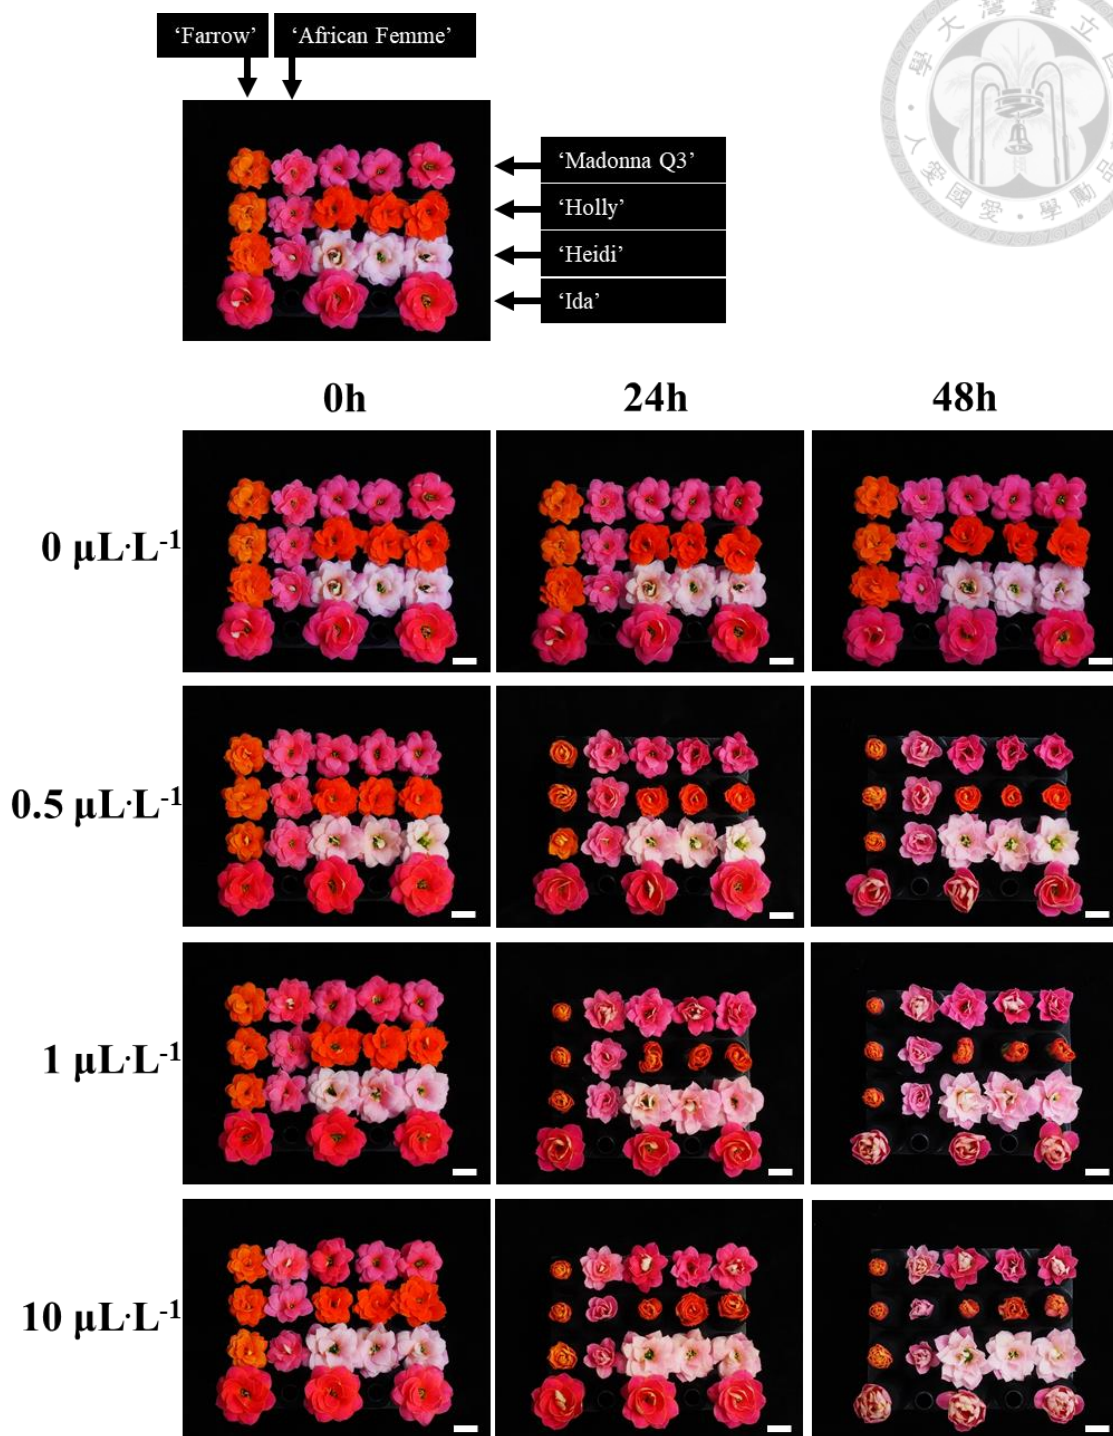 ‘Farrow’
‘African Femme’
‘Madonna Q3’
‘Holly’
‘Heidi’
‘Ida’
0h 24h 48h
0 µL·L⁻¹
0.5 µL·L⁻¹
1 µL·L⁻¹
10 µL·L⁻¹